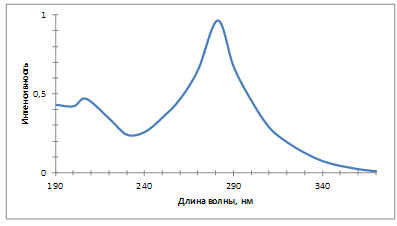 1
0,5
0
Интенсивность
190 240 290 340
Длина волны, нм